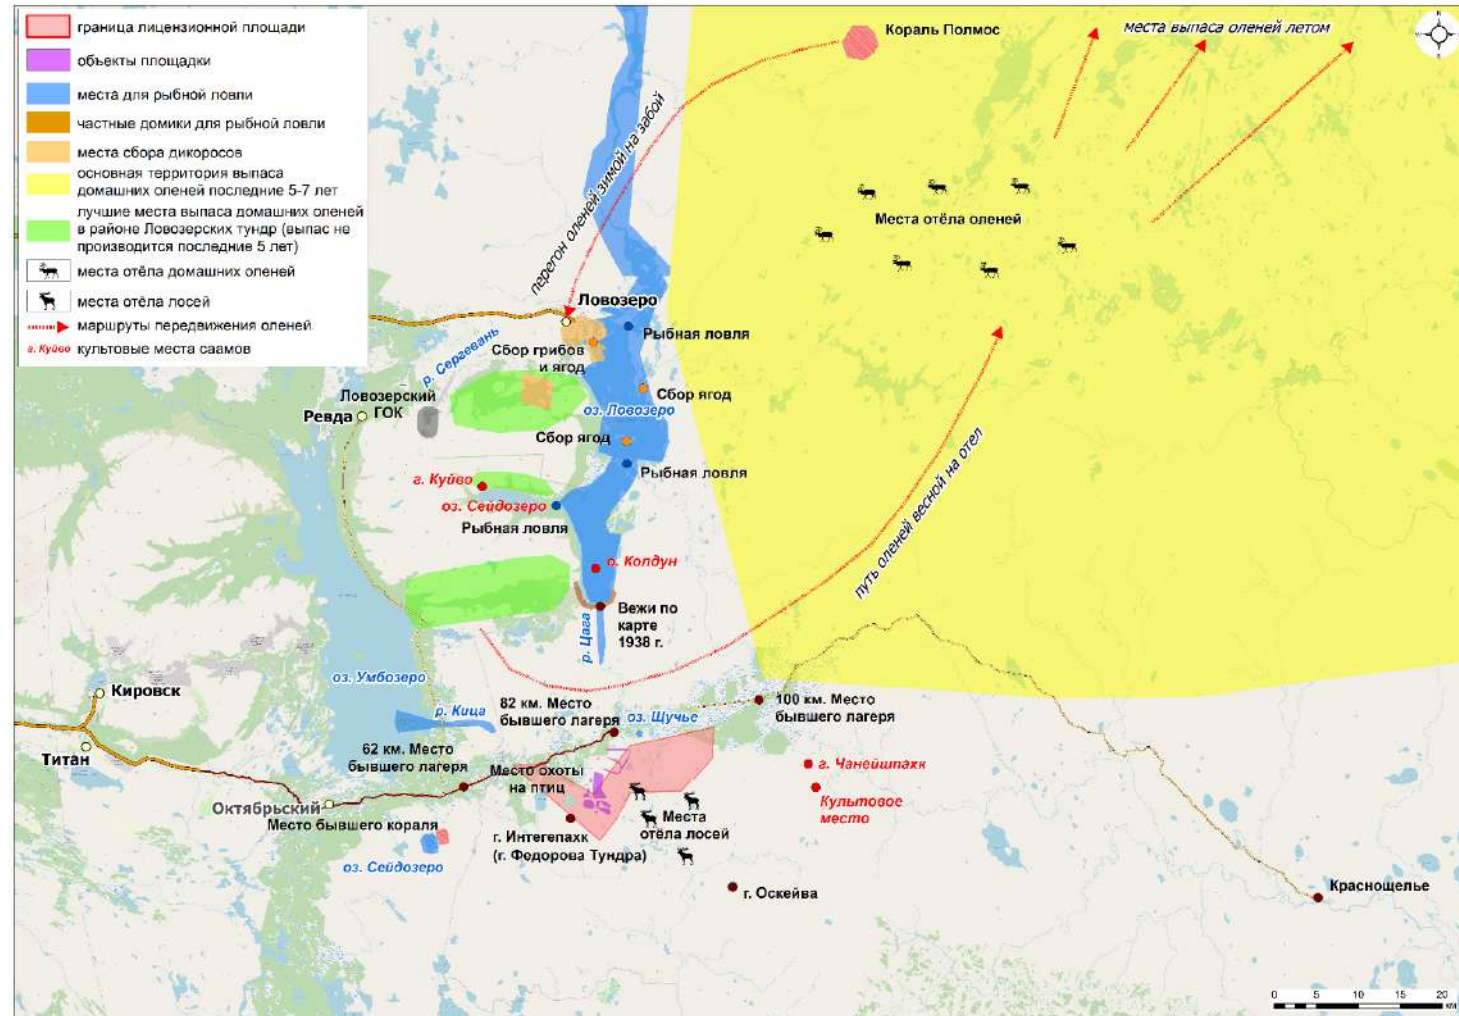 граница лицензионной площади
объекты площадки
места для рыбной ловли
частные домики для рыбной ловли
места сбора дикоросов
основная территория выпаса
домашних оленей последние 5-7 лет
лучшие места выпаса домашних оленей
в районе Ловозерских тундр (выпас не
производится последние 5 лет)
места отёла домашних оленей
места отёла лосей
маршруты передвижения оленей
г. Куйво
культовые места саамов
Кораль Полмос
места выпаса оленей летом
перегон оленей зимой на забой
Места отёла оленей
Ловозеро
Рыбная ловля
Сбор грибов
и ягод
р. Сергевань
Ловозерский
ГОК
Ревда
Сбор ягод
оз. Ловозеро
Сбор ягод
Рыбная ловля
г. Куйво
оз. Сейдозеро
Рыбная ловля
путь оленей весной на отел
о. Колдун
Вежи по
карте
1938 г.
р. Цага
оз. Умбозеро
Кировск
р. Кица
82 км. Место
бывшего лагеря
оз. Щучье
100 км. Место
бывшего лагеря
Титан
62 км. Место
бывшего лагеря
Место охоты
на птиц
г. Чанейшпахк
Культовое
место
Октябрьский
Место бывшего кораля
Места
отёла лосей
г. Интегепахк
(г. Федорова Тундра)
оз. Сейдозеро
г. Оскейва
Краснощелье
0 5 10 15 20
км